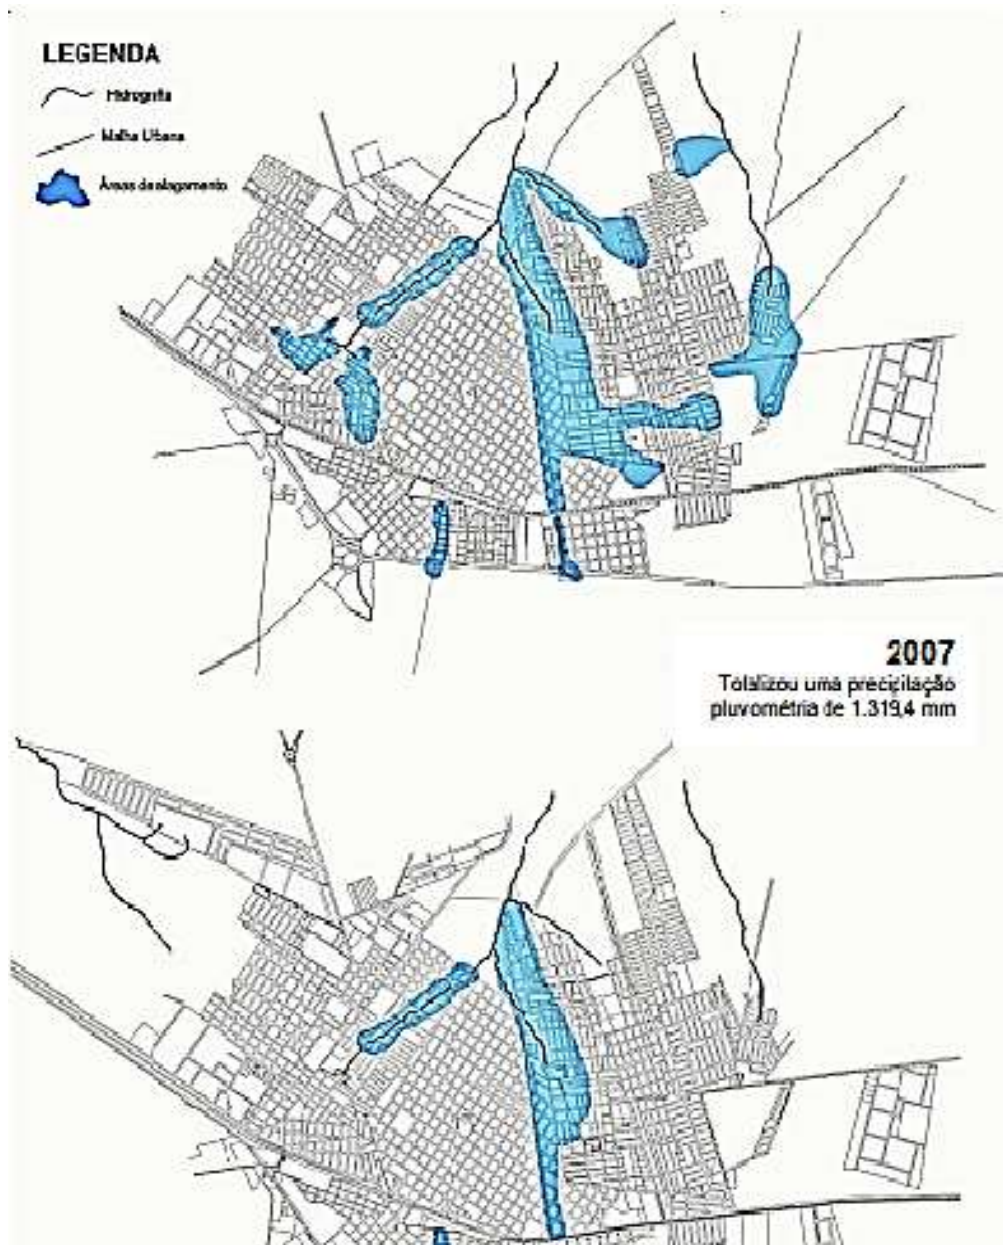 LEGENDA
Hidrografia
Malha Urbana
Áreas de alagamento
2007
Totalizou uma precipitação
pluvométria de 1.319,4 mm